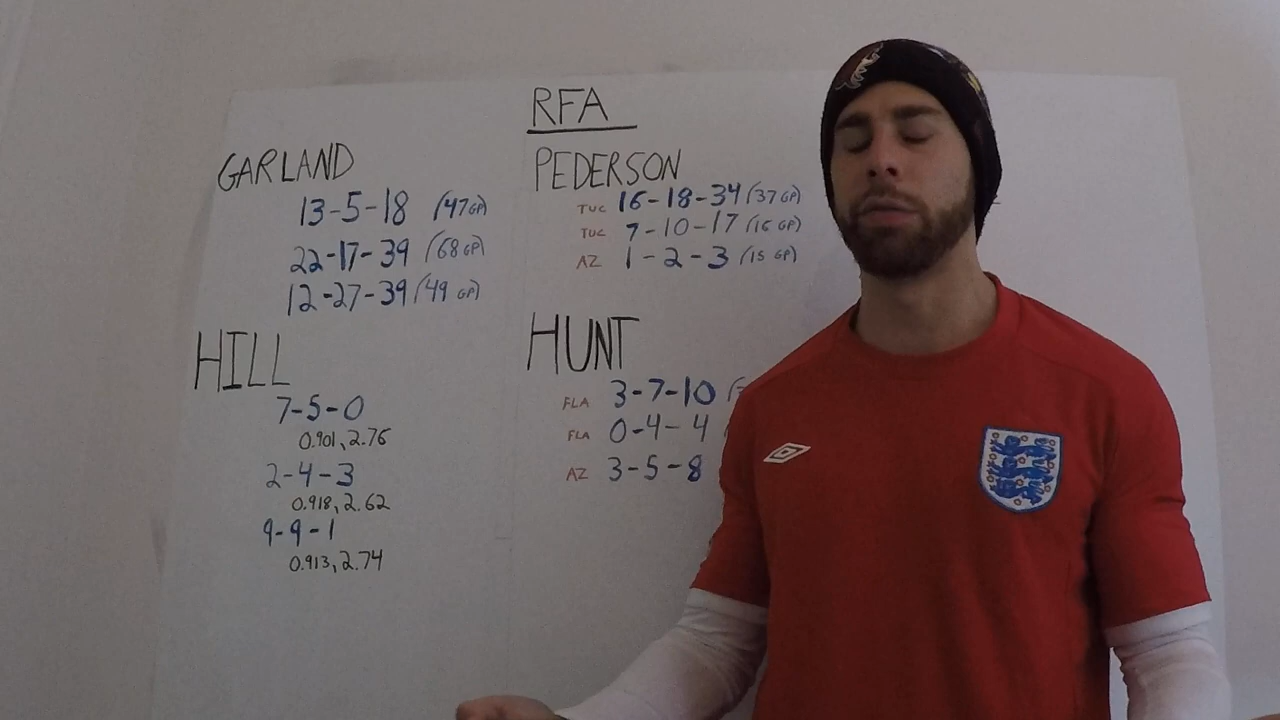 RFA
GARLAND
13-5-18 (47GP)
22-17-39 (68 GP)
12-27-39 (49 GP)
HILL
7-5-0
0.901, 2.76
2-4-3
0.918, 2.62
9-9-1
0.913, 2.74
PEDERSON
TUC 16-18-34 (37 GP)
TUC 7-10-17 (16 GP)
AZ 1-2-3 (15 GP)
HUNT
FLA 3-7-10
FLA 0-4-4
AZ 3-5-8